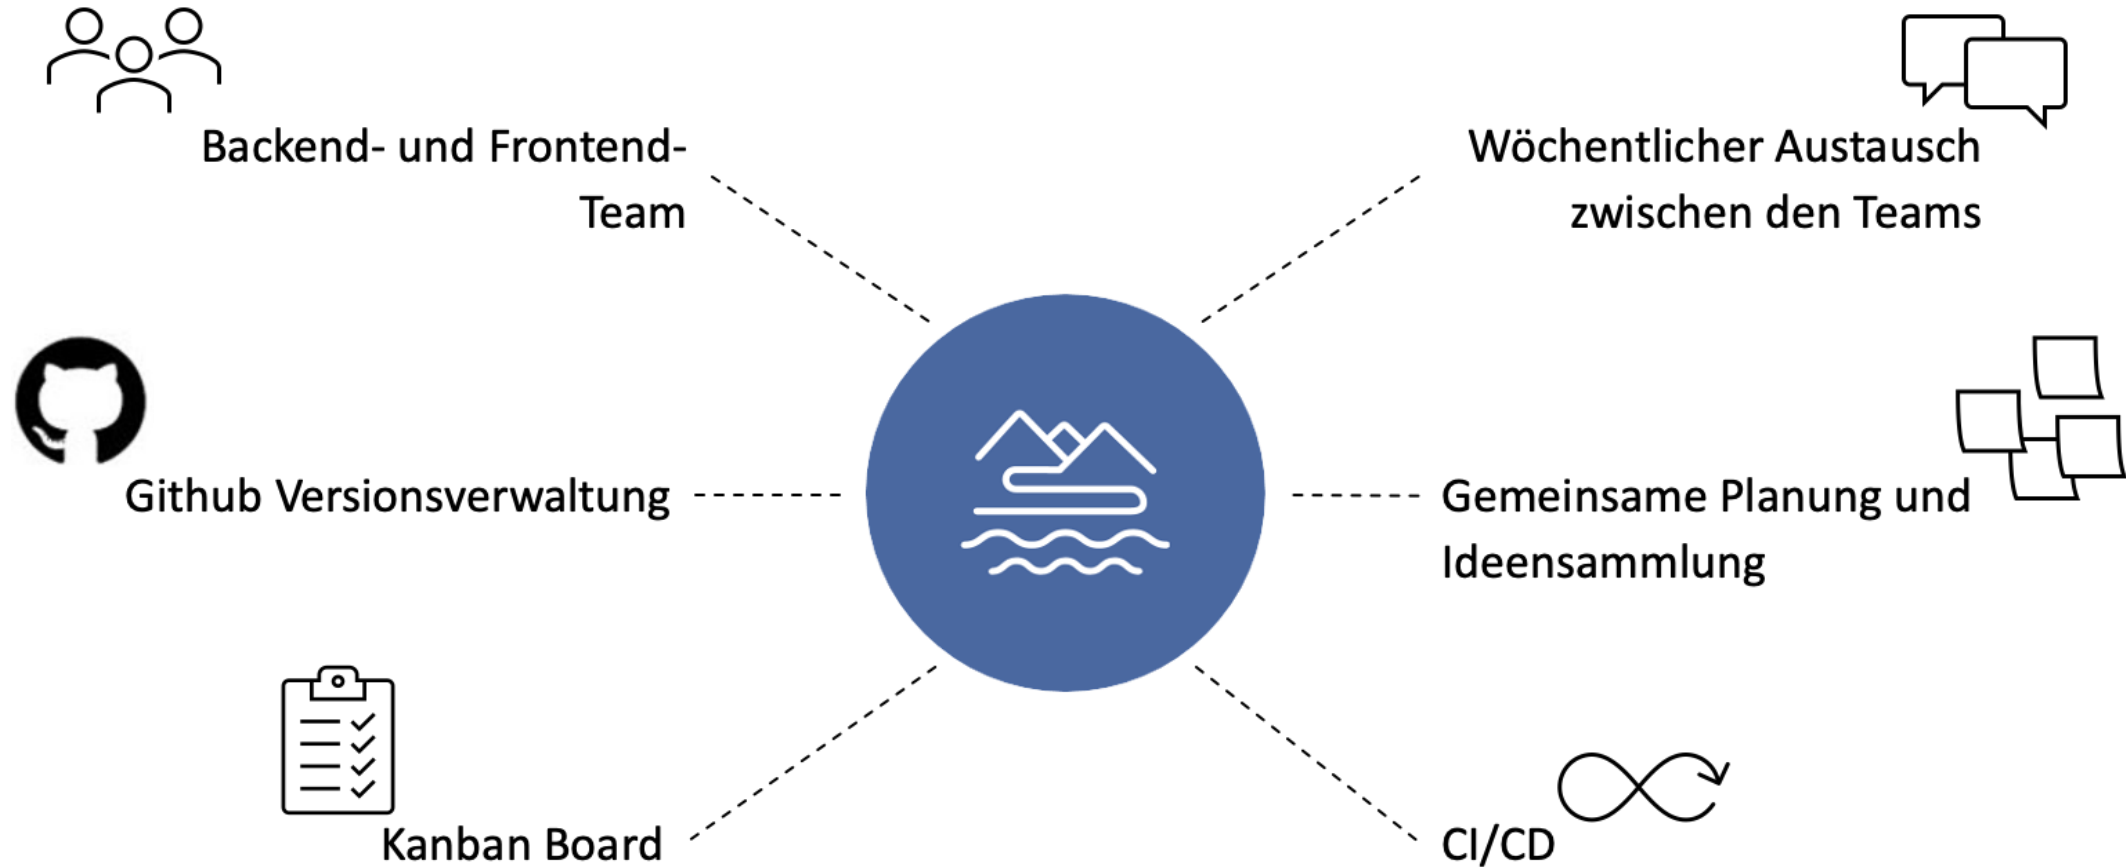 Backend- und Frontend-
Team
Wöchentlicher Austausch
zwischen den Teams
Github Versionsverwaltung
Gemeinsame Planung und
Ideensammlung
Kanban Board
CI/CD